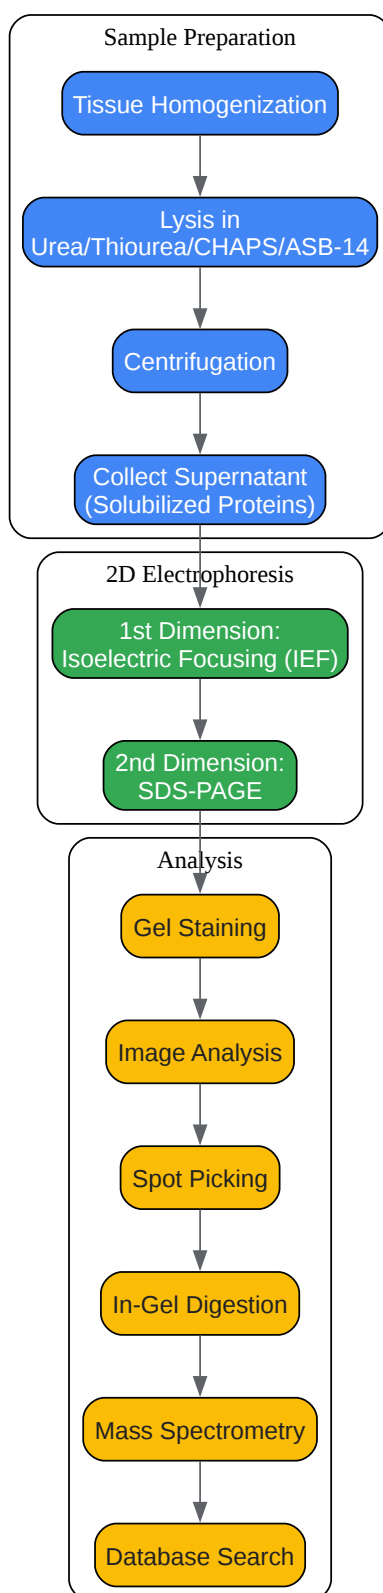 Sample Preparation
Tissue Homogenization
Lysis in
Urea/Thiourea/CHAPS/ASB-14
Centrifugation
Collect Supernatant
(Solubilized Proteins)
2D Electrophoresis
1st Dimension:
Isoelectric Focusing (IEF)
2nd Dimension:
SDS-PAGE
Analysis
Gel Staining
Image Analysis
Spot Picking
In-Gel Digestion
Mass Spectrometry
Database Search